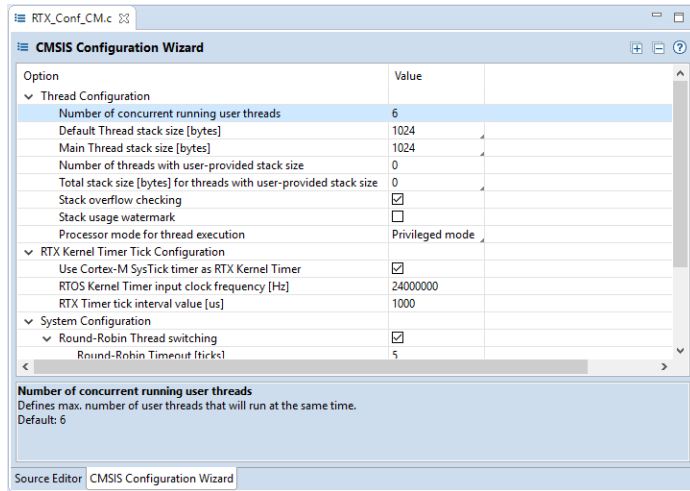 RTX_Conf_CM.c
CMSIS Configuration Wizard
Option Value
Thread Configuration
Number of concurrent running user threads 6
Default Thread stack size [bytes] 1024
Main Thread stack size [bytes] 1024
Number of threads with user-provided stack size 0
Total stack size [bytes] for threads with user-provided stack size 0
Stack overflow checking
Stack usage watermark
Processor mode for thread execution Privileged mode
RTX Kernel Timer Tick Configuration
Use Cortex-M SysTick timer as RTX Kernel Timer
RTOS Kernel Timer input clock frequency [Hz] 24000000
RTX Timer tick interval value [us] 1000
System Configuration
Round-Robin Thread switching
Round-Robin Timeout [ticks] 5
Number of concurrent running user threads
Defines max. number of user threads that will run at the same time.
Default: 6
Source Editor CMSIS Configuration Wizard